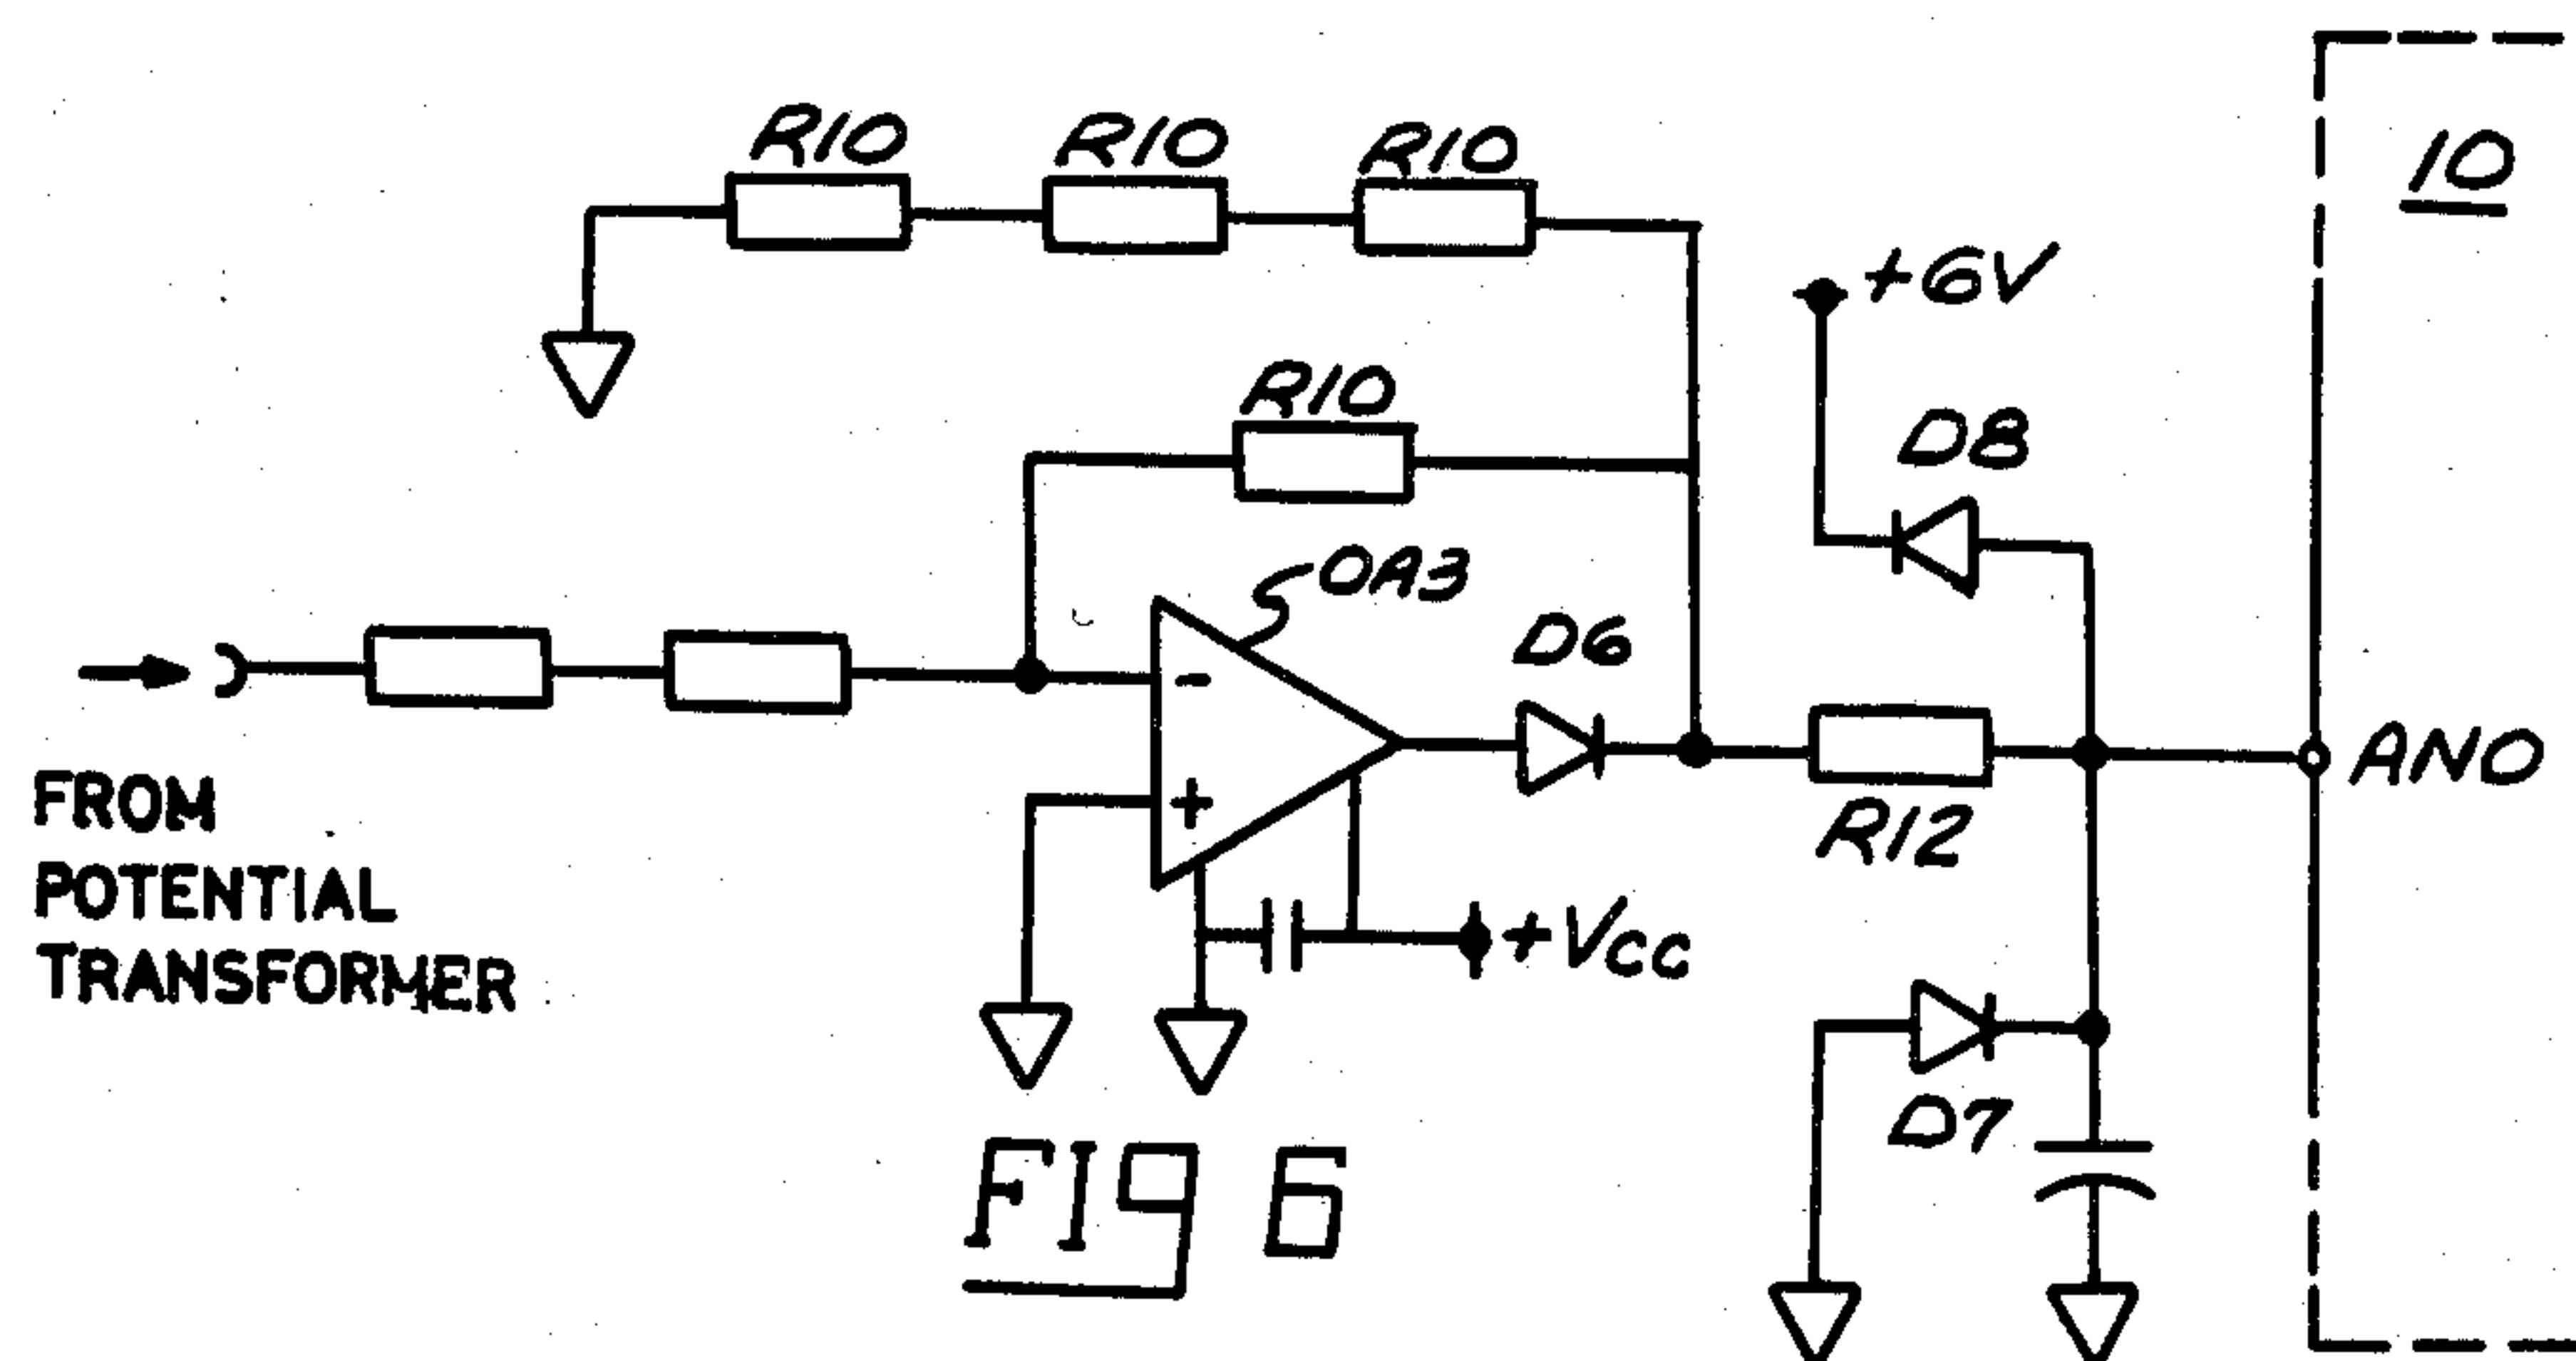 R10 R10 R10
10
+6V
R10
D8
OA3
D6
-
+
ANO
R12
FROM
POTENTIAL
TRANSFORMER
+VCC
D7
FIG 6